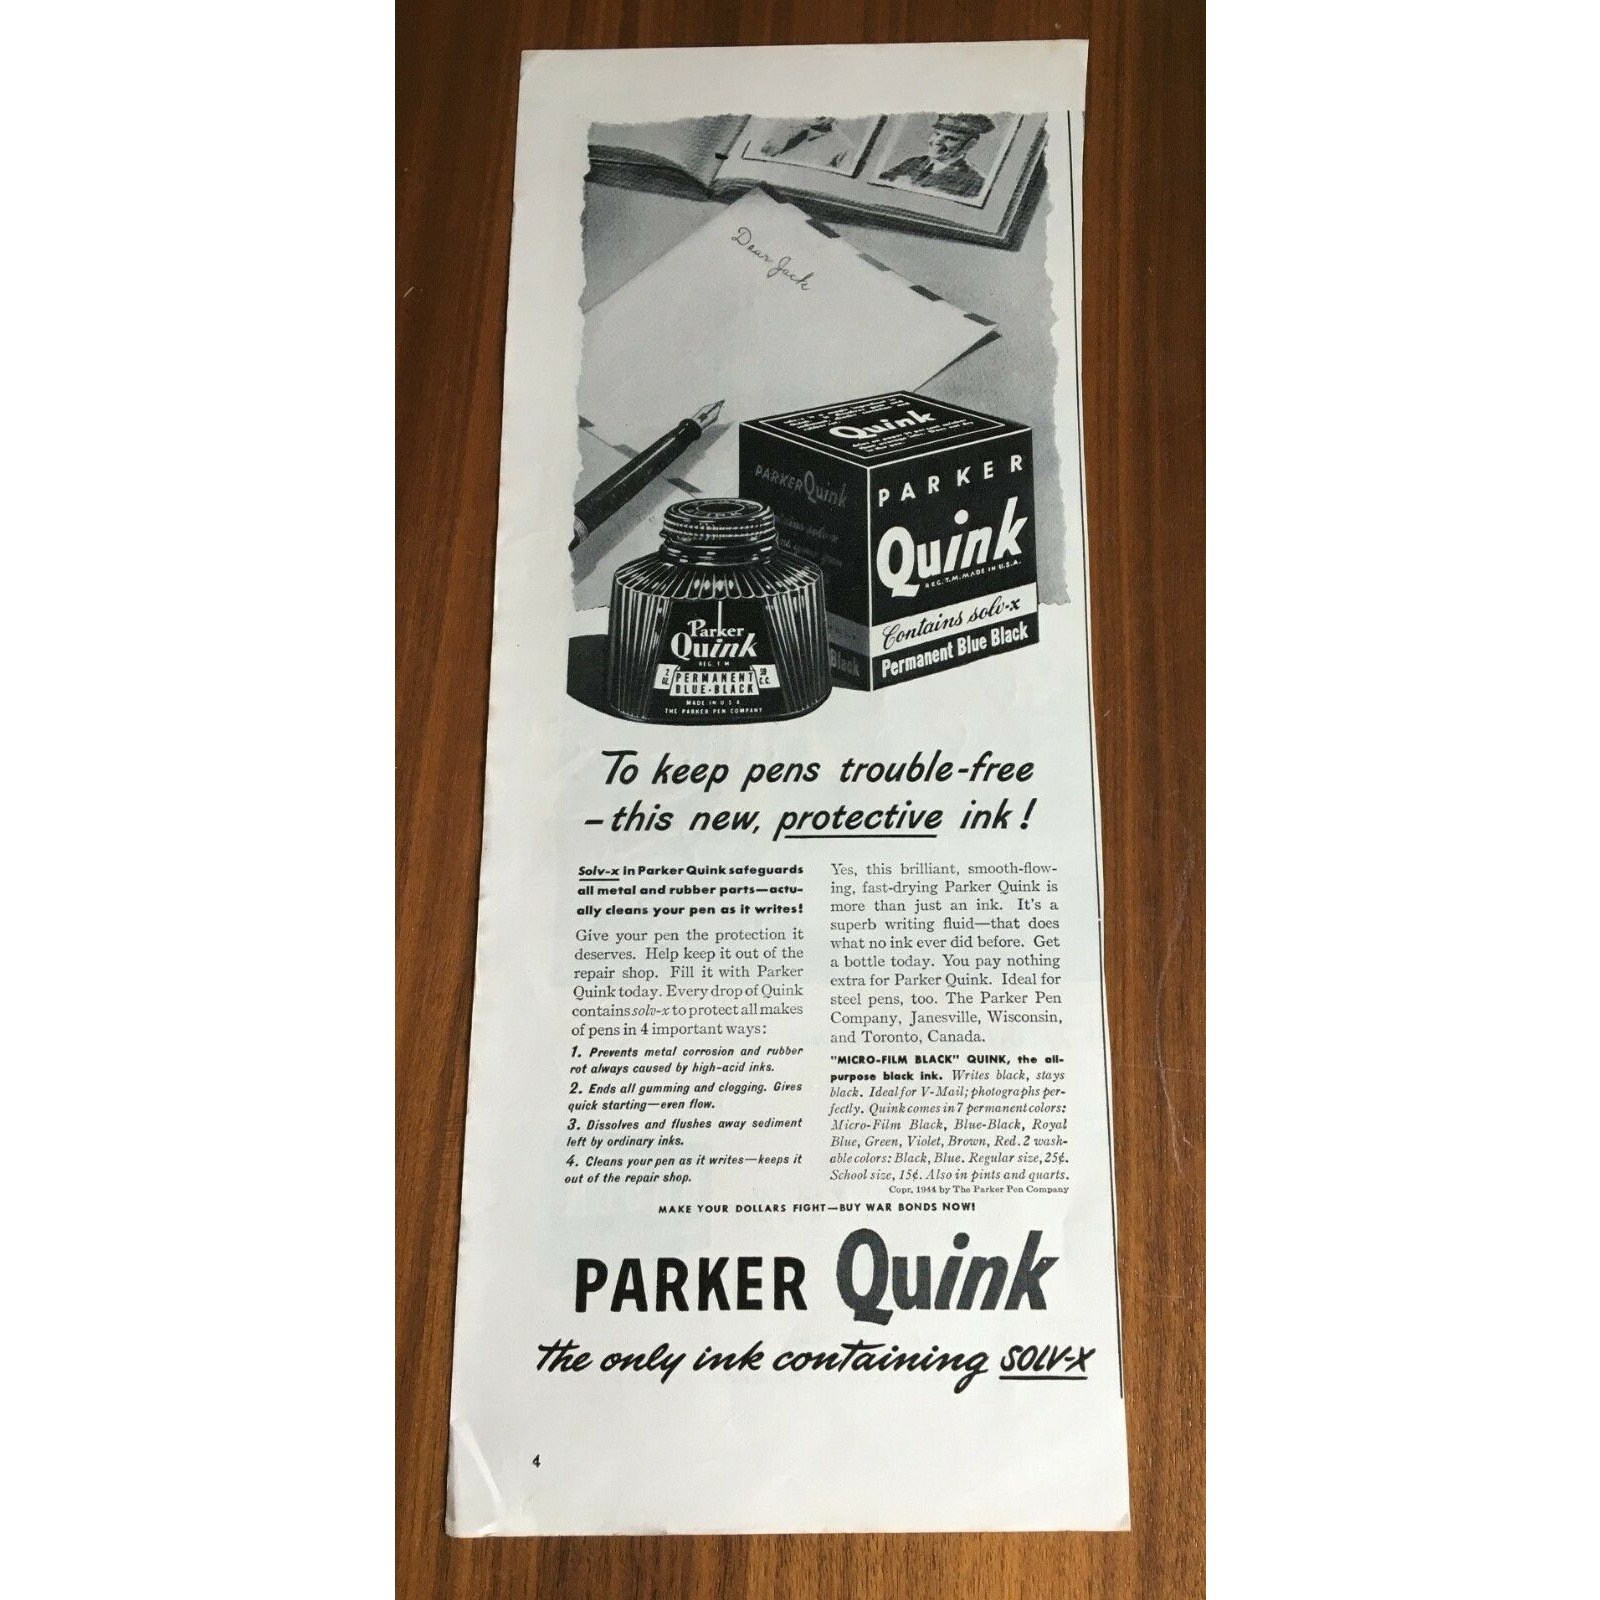 Dear Jack
Quink
PARKER Quink
PARKER
Quink
REG. T.M. MADE IN U.S.A.
Contains solv-x
Permanent Blue Black
Black
Parker
Quink
REG. T M
2 OZ. PERMANENT 59 C.C.
BLUE-BLACK
MADE IN U S A
THE PARKER PEN COMPANY
To keep pens trouble-free
– this new, protective ink!
Solv-x in Parker Quink safeguards
all metal and rubber parts—actu-
ally cleans your pen as it writes!
Give your pen the protection it
deserves. Help keep it out of the
repair shop. Fill it with Parker
Quink today. Every drop of Quink
contains solv-x to protect all makes
of pens in 4 important ways:
1. Prevents metal corrosion and rubber
rot always caused by high-acid inks.
2. Ends all gumming and clogging. Gives
quick starting—even flow.
3. Dissolves and flushes away sediment
left by ordinary inks.
4. Cleans your pen as it writes—keeps it
out of the repair shop.
Yes, this brilliant, smooth-flow-
ing, fast-drying Parker Quink is
more than just an ink. It's a
superb writing fluid—that does
what no ink ever did before. Get
a bottle today. You pay nothing
extra for Parker Quink. Ideal for
steel pens, too. The Parker Pen
Company, Janesville, Wisconsin,
and Toronto, Canada.
"MICRO-FILM BLACK" QUINK, the all-
purpose black ink. Writes black, stays
black. Ideal for V-Mail; photographs per-
fectly. Quink comes in 7 permanent colors:
Micro-Film Black, Blue-Black, Royal
Blue, Green, Violet, Brown, Red. 2 wash-
able colors: Black, Blue. Regular size, 25¢.
School size, 15¢. Also in pints and quarts.
Copr. 1944 by The Parker Pen Company
MAKE YOUR DOLLARS FIGHT—BUY WAR BONDS NOW!
PARKER Quink
the only ink containing SOLV-X
4